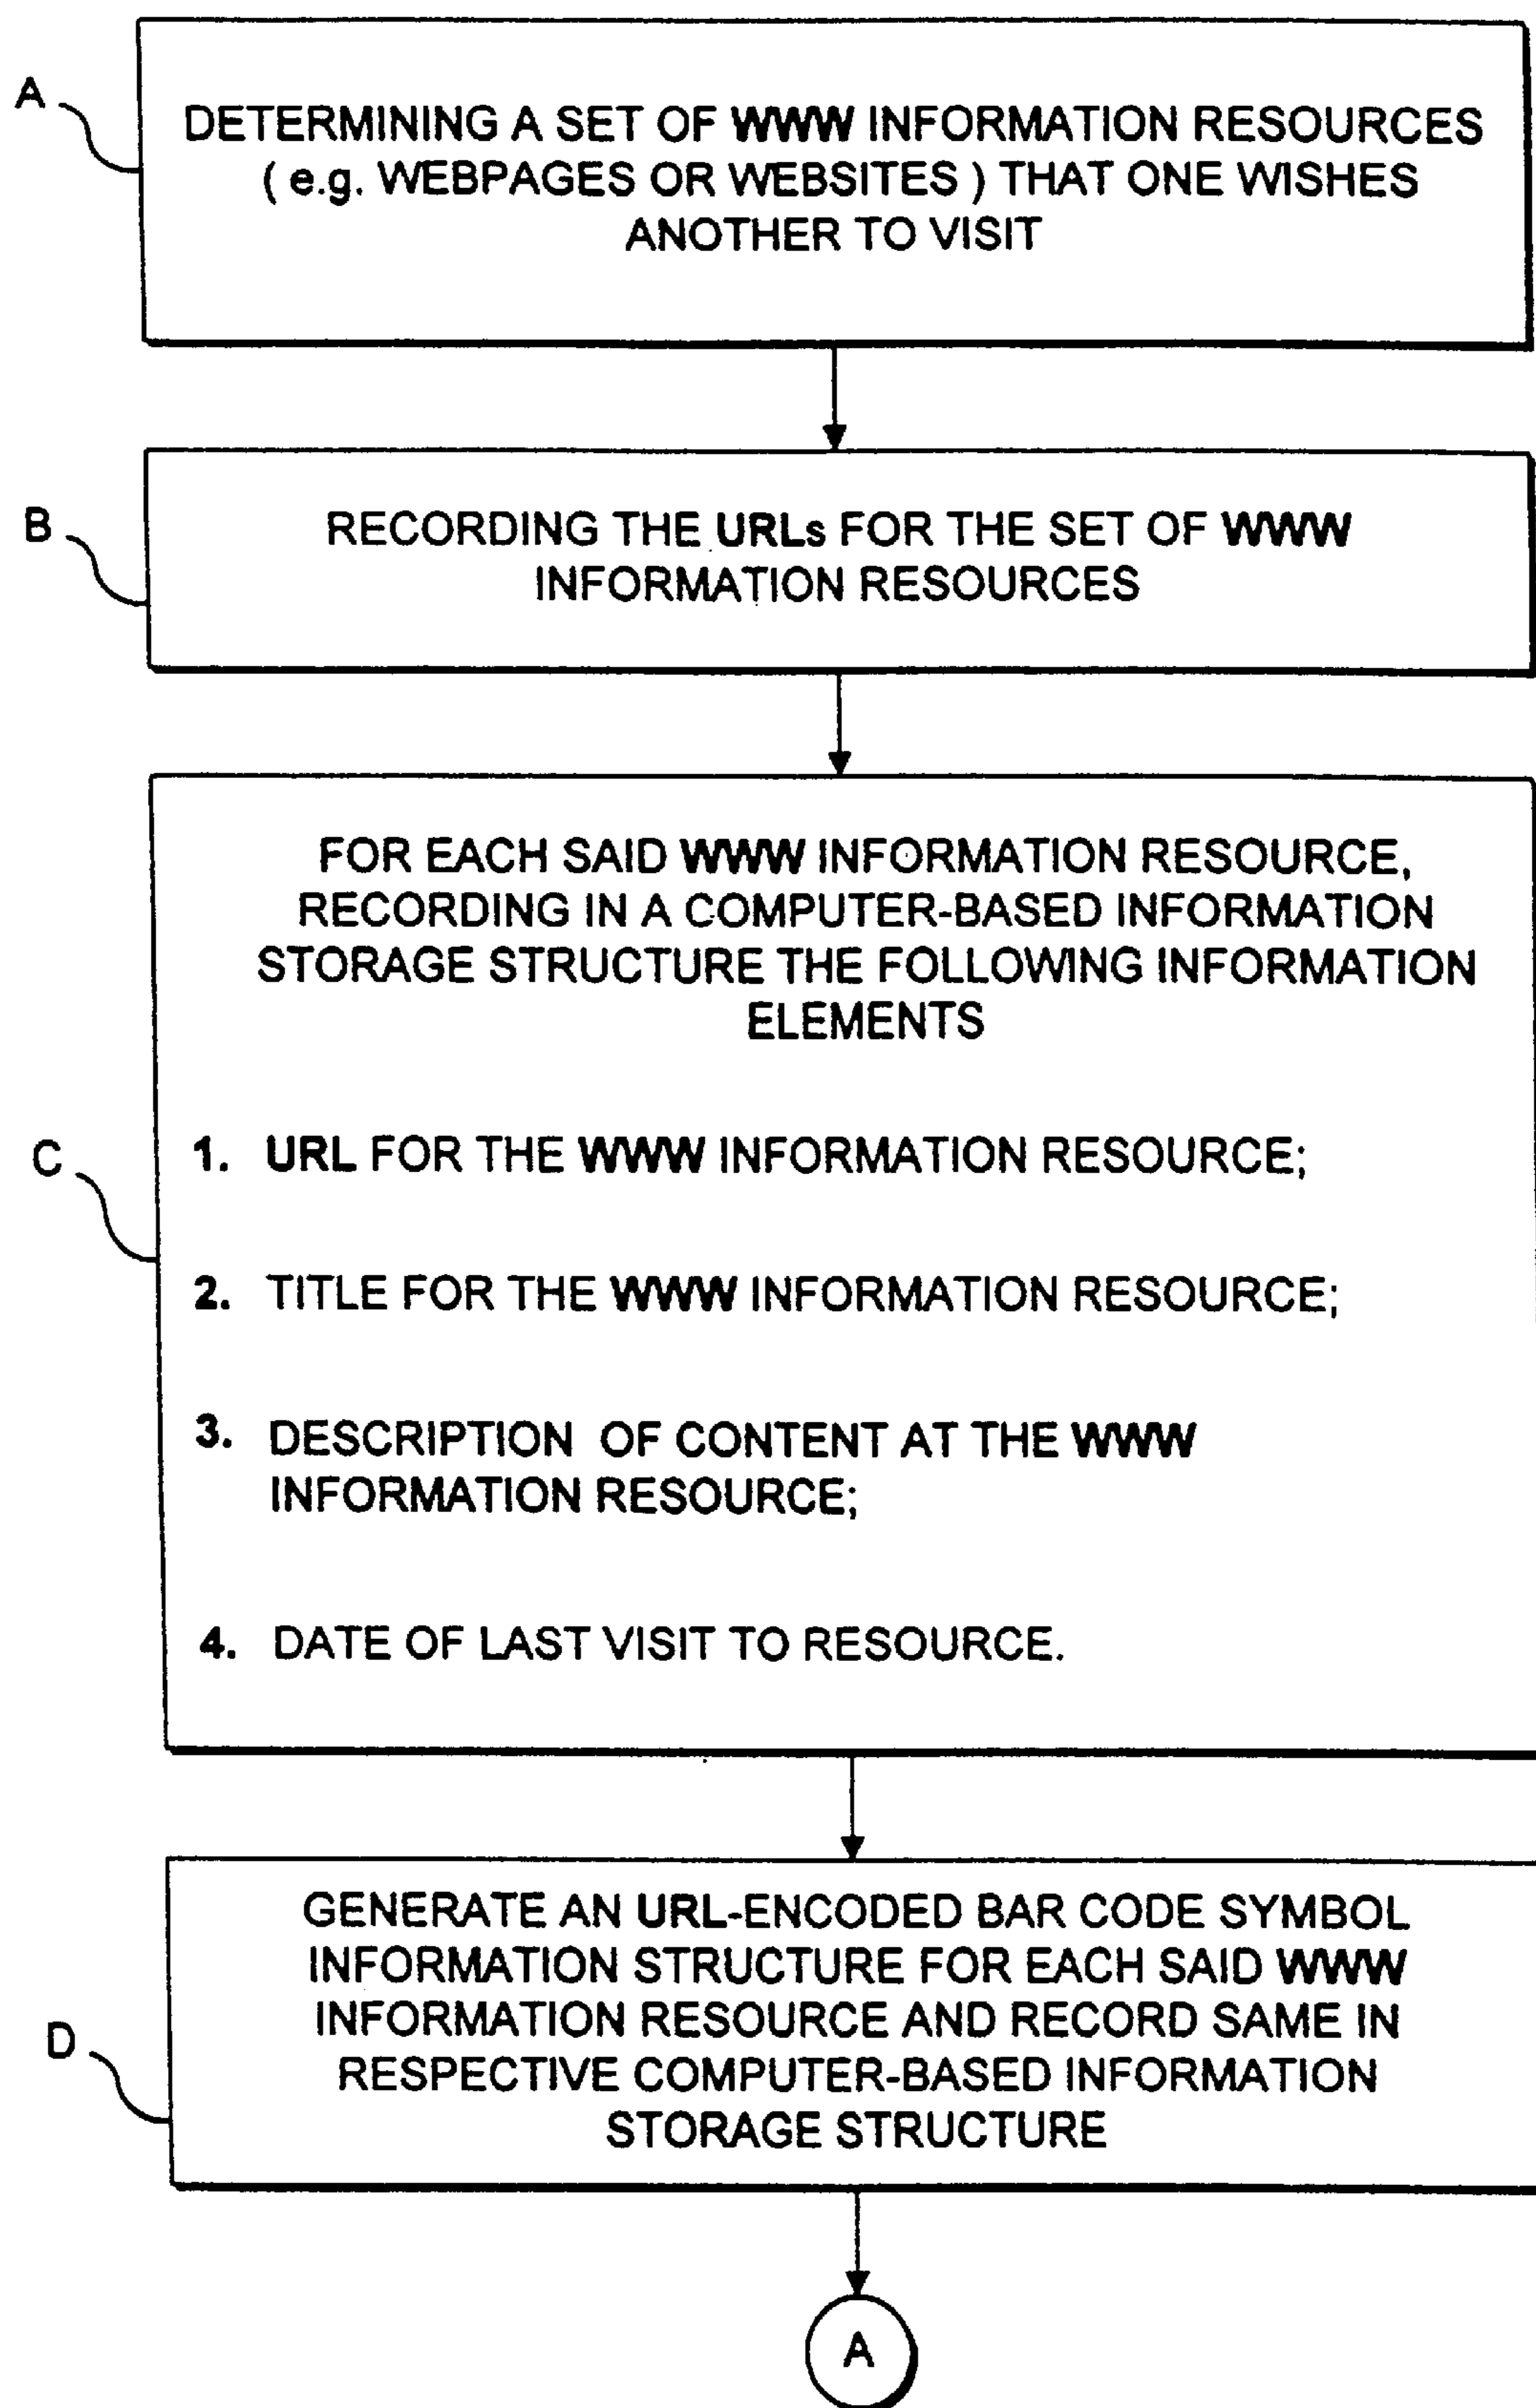 A
DETERMINING A SET OF WWW INFORMATION RESOURCES
( e.g. WEBPAGES OR WEBSITES ) THAT ONE WISHES
ANOTHER TO VISIT
B
RECORDING THE URLs FOR THE SET OF WWW
INFORMATION RESOURCES
FOR EACH SAID WWW INFORMATION RESOURCE,
RECORDING IN A COMPUTER-BASED INFORMATION
STORAGE STRUCTURE THE FOLLOWING INFORMATION
ELEMENTS
C
1. URL FOR THE WWW INFORMATION RESOURCE;
2. TITLE FOR THE WWW INFORMATION RESOURCE;
3. DESCRIPTION OF CONTENT AT THE WWW
INFORMATION RESOURCE;
4. DATE OF LAST VISIT TO RESOURCE.
D
GENERATE AN URL-ENCODED BAR CODE SYMBOL
INFORMATION STRUCTURE FOR EACH SAID WWW
INFORMATION RESOURCE AND RECORD SAME IN
RESPECTIVE COMPUTER-BASED INFORMATION
STORAGE STRUCTURE
A